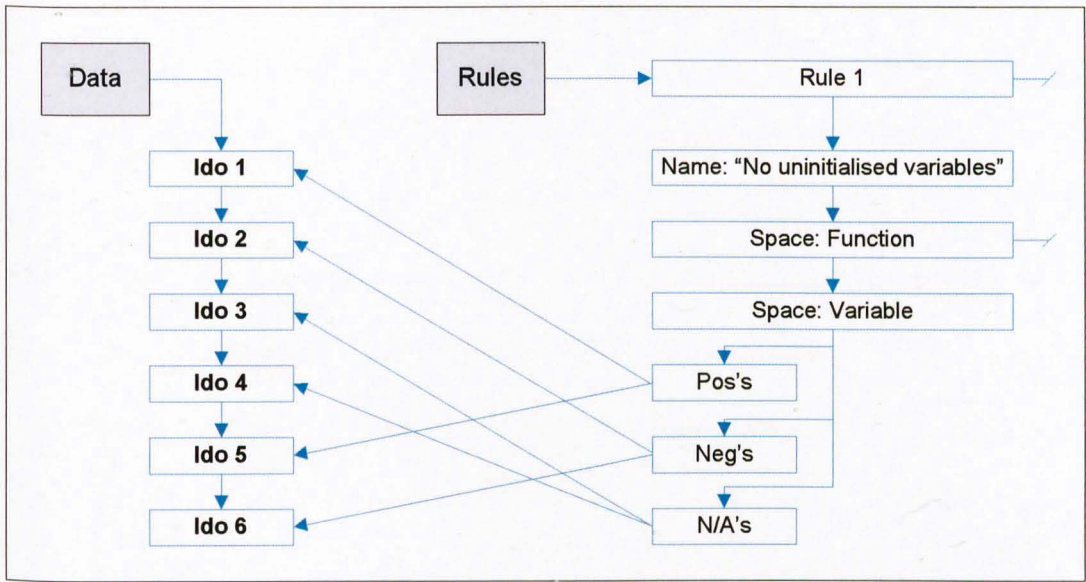 Data
Rules
Rule 1
Ido 1
Name: “No uninitialised variables”
Ido 2
Space: Function
Ido 3
Space: Variable
Ido 4
Pos's
Ido 5
Neg's
Ido 6
N/A's